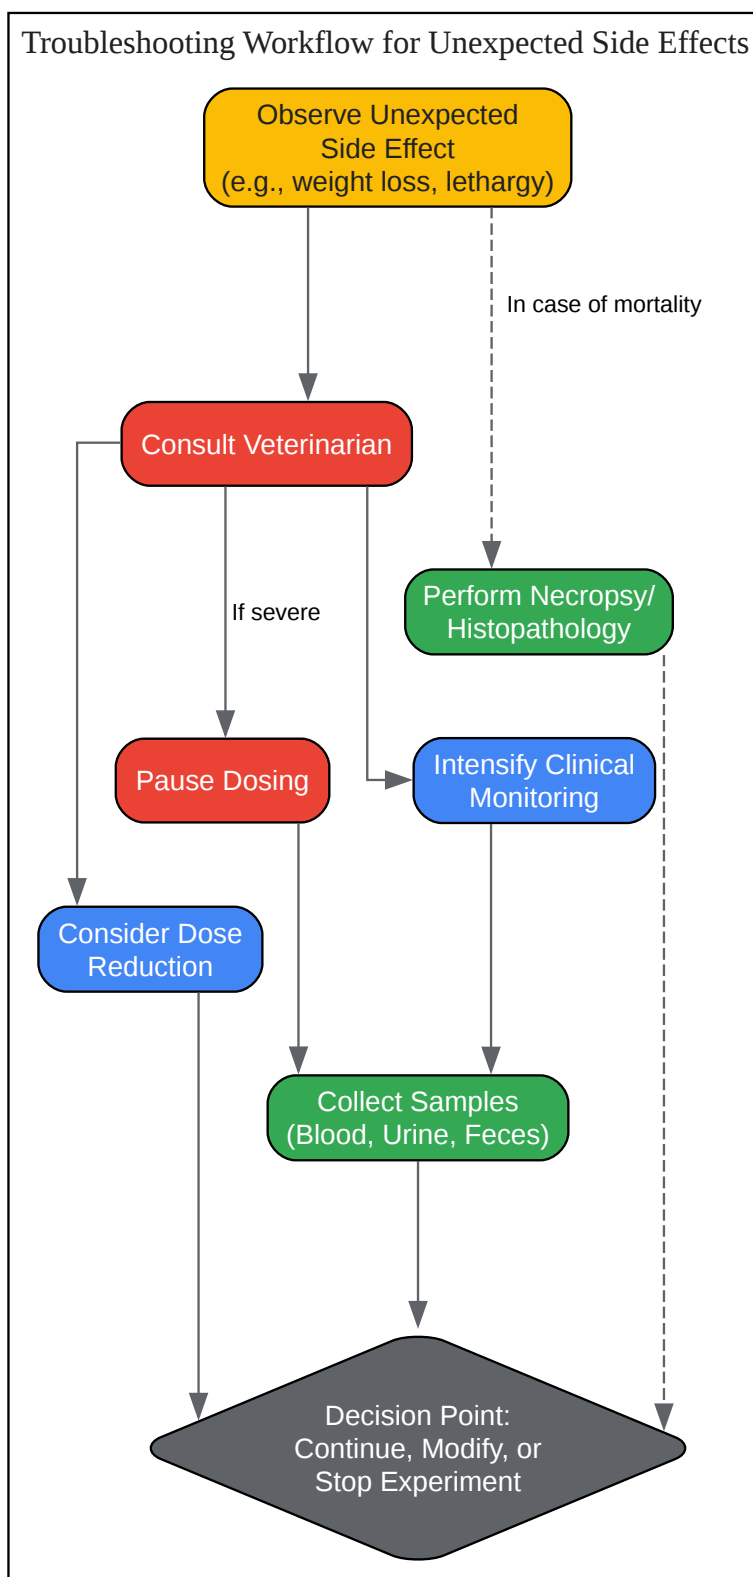 Troubleshooting Workflow for Unexpected Side Effects
Observe Unexpected
Side Effect
(e.g., weight loss, lethargy)
In case of mortality
Consult Veterinarian
Perform Necropsy/
Histopathology
If severe
Pause Dosing
Intensify Clinical
Monitoring
Consider Dose
Reduction
Collect Samples
(Blood, Urine, Feces)
Decision Point:
Continue, Modify, or
Stop Experiment